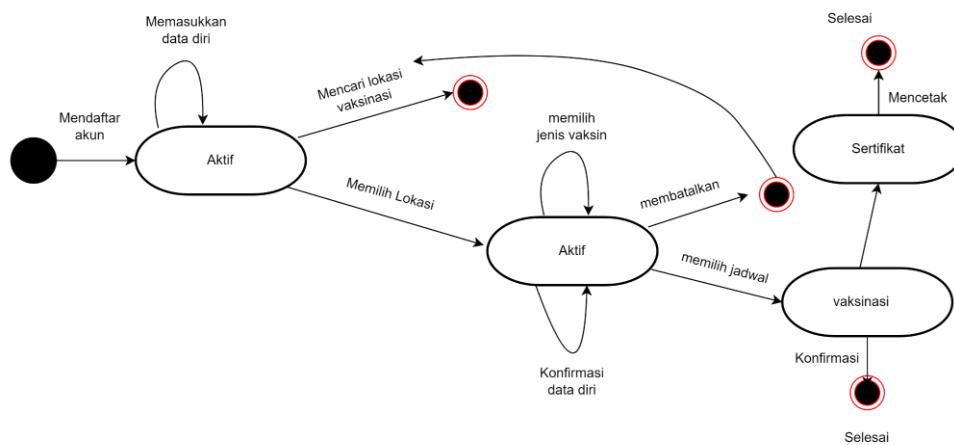 Memasukkan
data diri
Mendaftar
akun
Aktif
Mencari lokasi
vaksinasi
Memilih Lokasi
memilih
jenis vaksin
Aktif
Konfirmasi
data diri
membatalkan
memilih jadwal
Selesai
Mencetak
Sertifikat
vaksinasi
Konfirmasi
Selesai